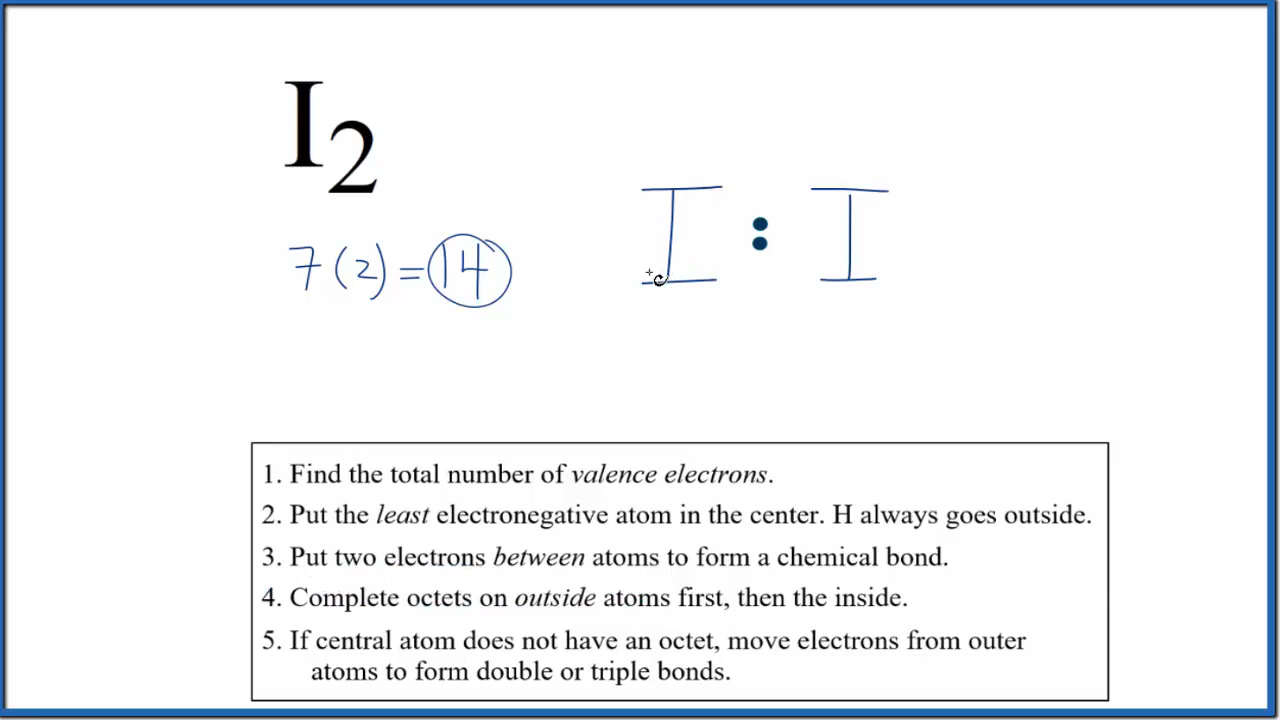 I₂
7(2) = 14
I : I
1. Find the total number of valence electrons.
2. Put the least electronegative atom in the center. H always goes outside.
3. Put two electrons between atoms to form a chemical bond.
4. Complete octets on outside atoms first, then the inside.
5. If central atom does not have an octet, move electrons from outer
atoms to form double or triple bonds.